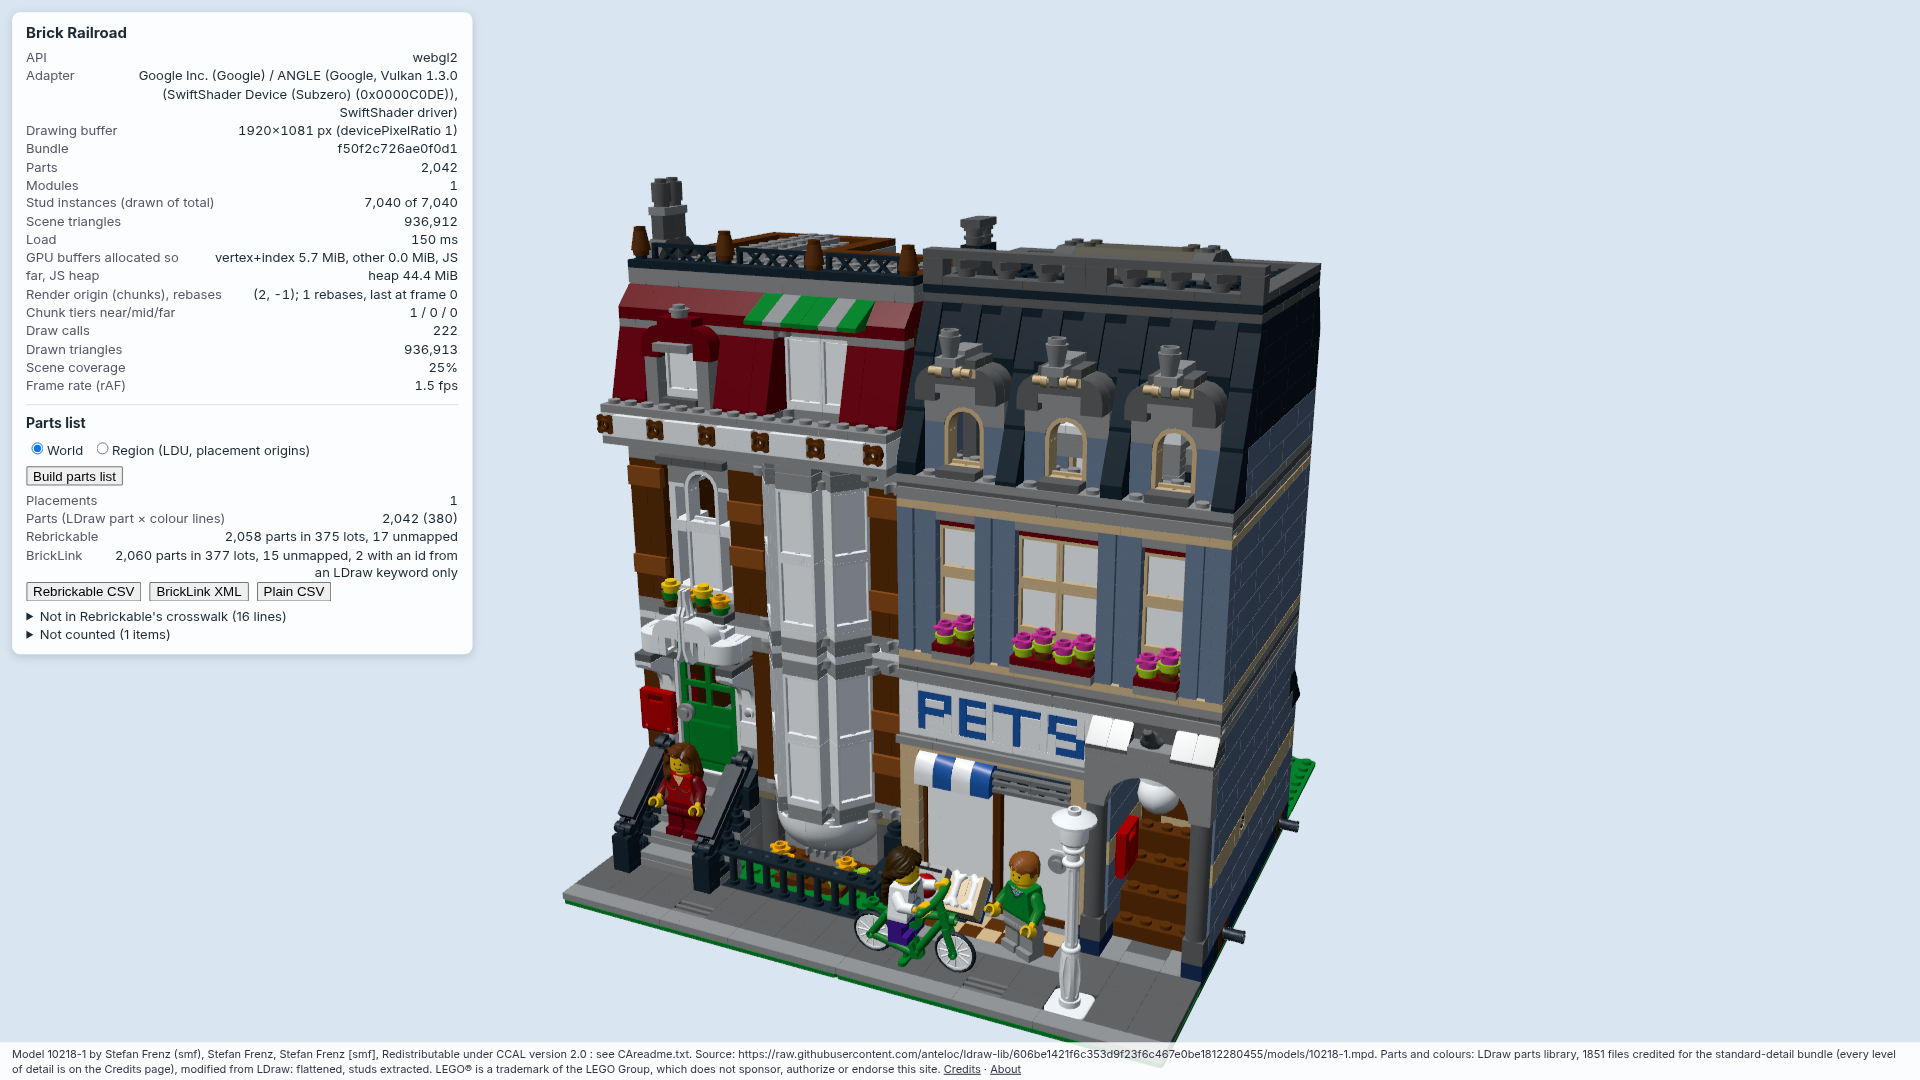 Brick Railroad
API webgl2
Adapter Google Inc. (Google) / ANGLE (Google, Vulkan 1.3.0
(SwiftShader Device (Subzero) (0x0000C0DE)),
SwiftShader driver)
Drawing buffer 1920×1081 px (devicePixelRatio 1)
Bundle f50f2c726ae0f0d1
Parts 2,042
Modules 1
Stud instances (drawn of total) 7,040 of 7,040
Scene triangles 936,912
Load 150 ms
GPU buffers allocated so vertex+index 5.7 MiB, other 0.0 MiB, JS
far, JS heap heap 44.4 MiB
Render origin (chunks), rebases (2, -1); 1 rebases, last at frame 0
Chunk tiers near/mid/far 1 / 0 / 0
Draw calls 222
Drawn triangles 936,913
Scene coverage 25%
Frame rate (rAF) 1.5 fps
Parts list
World Region (LDU, placement origins)
Build parts list
Placements 1
Parts (LDraw part × colour lines) 2,042 (380)
Rebrickable 2,058 parts in 375 lots, 17 unmapped
BrickLink 2,060 parts in 377 lots, 15 unmapped, 2 with an id from
an LDraw keyword only
Rebrickable CSV BrickLink XML Plain CSV
▶ Not in Rebrickable's crosswalk (16 lines)
▶ Not counted (1 items)
PETS
Model 10218-1 by Stefan Frenz (smf), Stefan Frenz, Stefan Frenz [smf], Redistributable under CCAL version 2.0 : see CAreadme.txt. Source: https://raw.githubusercontent.com/anteloc/ldraw-lib/606be1421f6c353d9f23f6c467e0be1812280455/models/10218-1.mpd. Parts and colours: LDraw parts library, 1851 files credited for the standard-detail bundle (every level
of detail is on the Credits page), modified from LDraw: flattened, studs extracted. LEGO® is a trademark of the LEGO Group, which does not sponsor, authorize or endorse this site. Credits · About